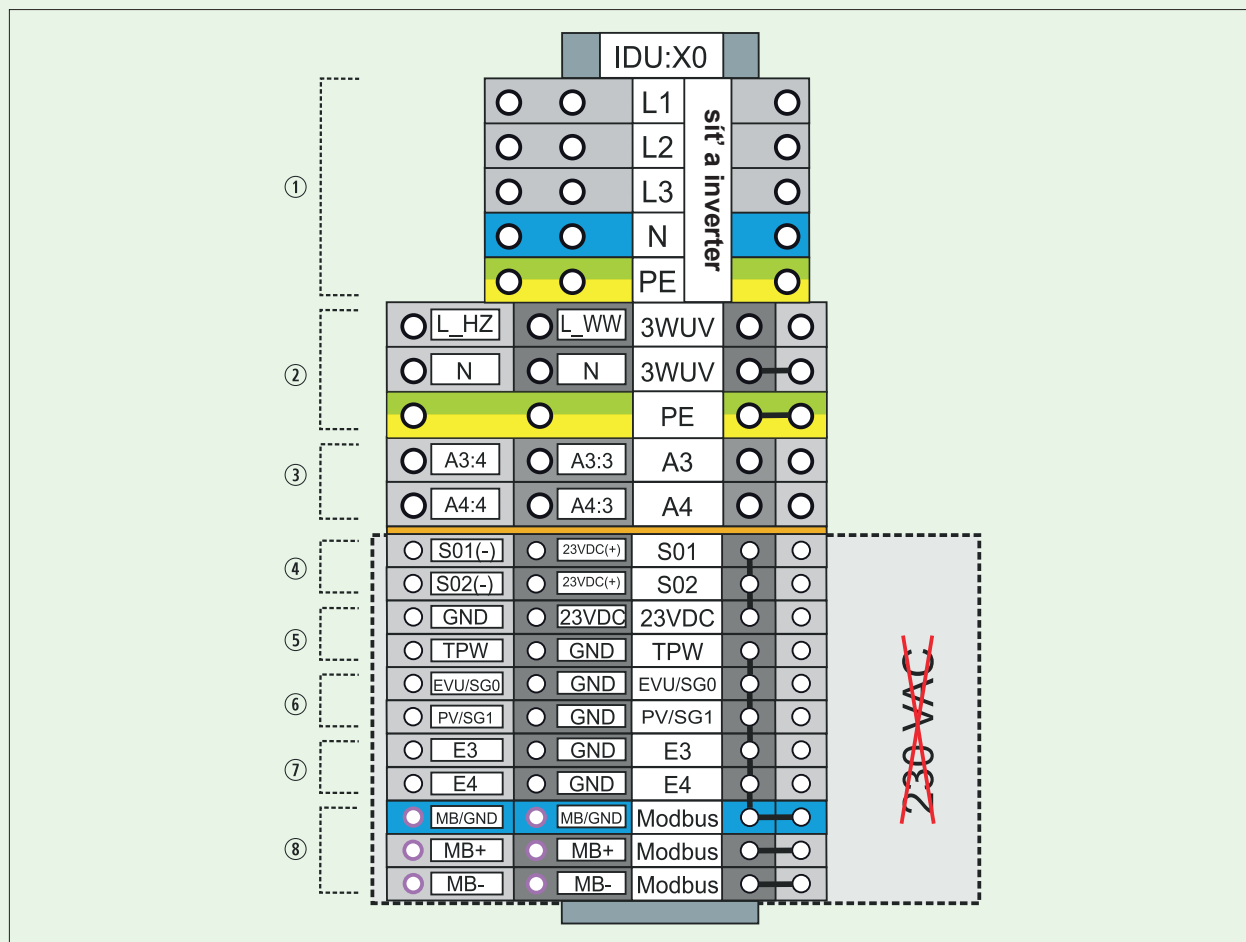 IDU:X0
① L1
L2
L3
N
PE
sít' a inverter
② L_HZ L_WW 3WUV
N N 3WUV
PE
③ A3:4 A3:3 A3
A4:4 A4:3 A4
④ S01(-) 23VDC(+) S01
S02(-) 23VDC(+) S02
⑤ GND 23VDC 23VDC
TPW GND TPW
⑥ EVU/SG0 GND EVU/SG0
PV/SG1 GND PV/SG1
⑦ E3 GND E3
E4 GND E4
⑧ MB/GND MB/GND Modbus
MB+ MB+ Modbus
MB- MB- Modbus
230 VAC